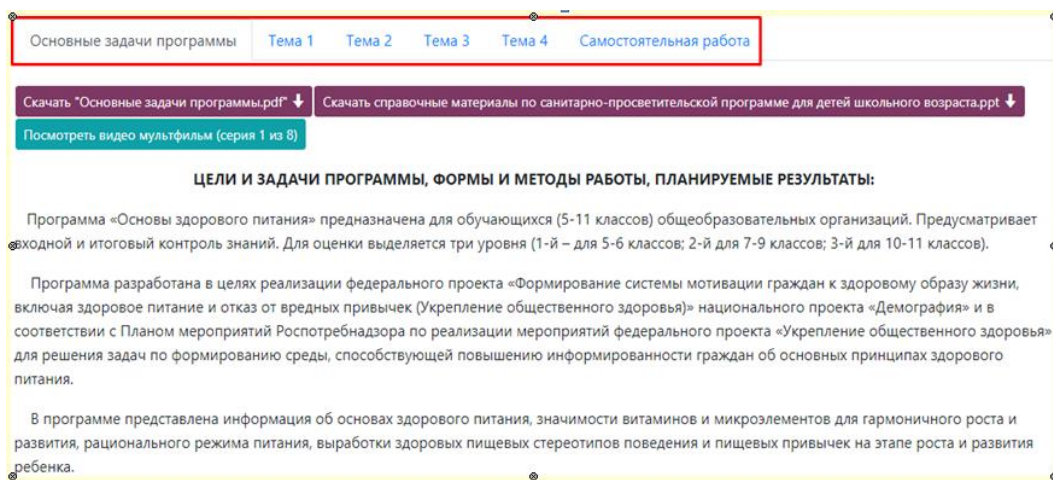 Основные задачи программы Тема 1 Тема 2 Тема 3 Тема 4 Самостоятельная работа
Скачать "Основные задачи программы.pdf" Скачать справочные материалы по санитарно-просветительской программе для детей школьного возраста.ppt
Посмотреть видео мультфильм (серия 1 из 8)
ЦЕЛИ И ЗАДАЧИ ПРОГРАММЫ, ФОРМЫ И МЕТОДЫ РАБОТЫ, ПЛАНИРУЕМЫЕ РЕЗУЛЬТАТЫ:
Программа «Основы здорового питания» предназначена для обучающихся (5-11 классов) общеобразовательных организаций. Предусматривает
входной и итоговый контроль знаний. Для оценки выделяется три уровня (1-й – для 5-6 классов; 2-й для 7-9 классов; 3-й для 10-11 классов).
Программа разработана в целях реализации федерального проекта «Формирование системы мотивации граждан к здоровому образу жизни,
включая здоровое питание и отказ от вредных привычек (Укрепление общественного здоровья)» национального проекта «Демография» и в
соответствии с Планом мероприятий Роспотребнадзора по реализации мероприятий федерального проекта «Укрепление общественного здоровья»
для решения задач по формированию среды, способствующей повышению информированности граждан об основных принципах здорового
питания.
В программе представлена информация об основах здорового питания, значимости витаминов и микроэлементов для гармоничного роста и
развития, рационального режима питания, выработки здоровых пищевых стереотипов поведения и пищевых привычек на этапе роста и развития
ребенка.